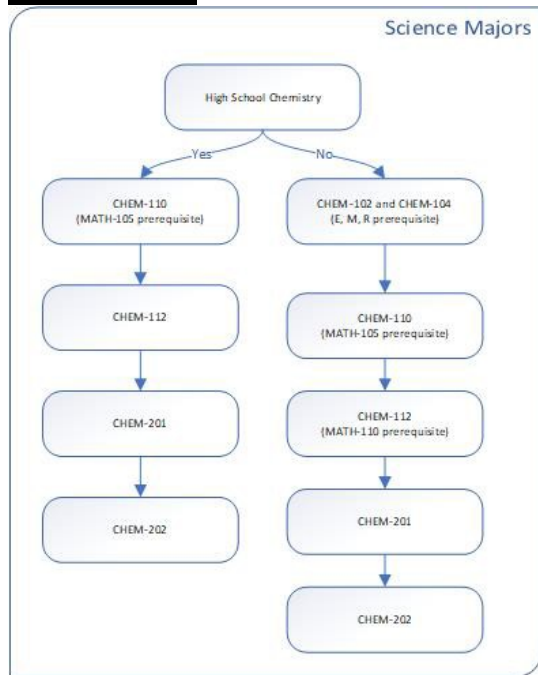 Science Majors
High School Chemistry
Yes
No
CHEM-110
(MATH-105 prerequisite)
CHEM-112
CHEM-201
CHEM-202
CHEM-102 and CHEM-104
(E, M, R prerequisite)
CHEM-110
(MATH-105 prerequisite)
CHEM-112
(MATH-110 prerequisite)
CHEM-201
CHEM-202